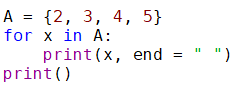 A = {2, 3, 4, 5}
for x in A:
    print(x, end = " ")
print()